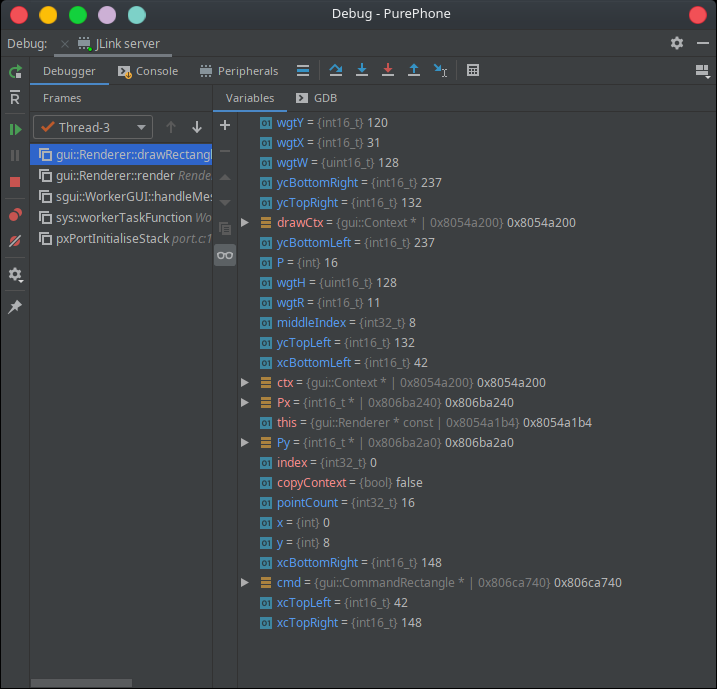 Debug - PurePhone
Debug: JLink server
Debugger Console Peripherals
Frames Variables GDB
Thread-3
gui::Renderer::drawRectangl
gui::Renderer::render Rende
sgui::WorkerGUI::handleMes
sys::workerTaskFunction Wo
pxPortInitialiseStack port.c:1
wgtY = {int16_t} 120
wgtX = {int16_t} 31
wgtW = {uint16_t} 128
ycBottomRight = {int16_t} 237
ycTopRight = {int16_t} 132
drawCtx = {gui::Context * | 0x8054a200} 0x8054a200
ycBottomLeft = {int16_t} 237
P = {int} 16
wgtH = {uint16_t} 128
wgtR = {int16_t} 11
middleIndex = {int32_t} 8
ycTopLeft = {int16_t} 132
xcBottomLeft = {int16_t} 42
ctx = {gui::Context * | 0x8054a200} 0x8054a200
Px = {int16_t * | 0x806ba240} 0x806ba240
this = {gui::Renderer * const | 0x8054a1b4} 0x8054a1b4
Py = {int16_t * | 0x806ba2a0} 0x806ba2a0
index = {int32_t} 0
copyContext = {bool} false
pointCount = {int32_t} 16
x = {int} 0
y = {int} 8
xcBottomRight = {int16_t} 148
cmd = {gui::CommandRectangle * | 0x806ca740} 0x806ca740
xcTopLeft = {int16_t} 42
xcTopRight = {int16_t} 148